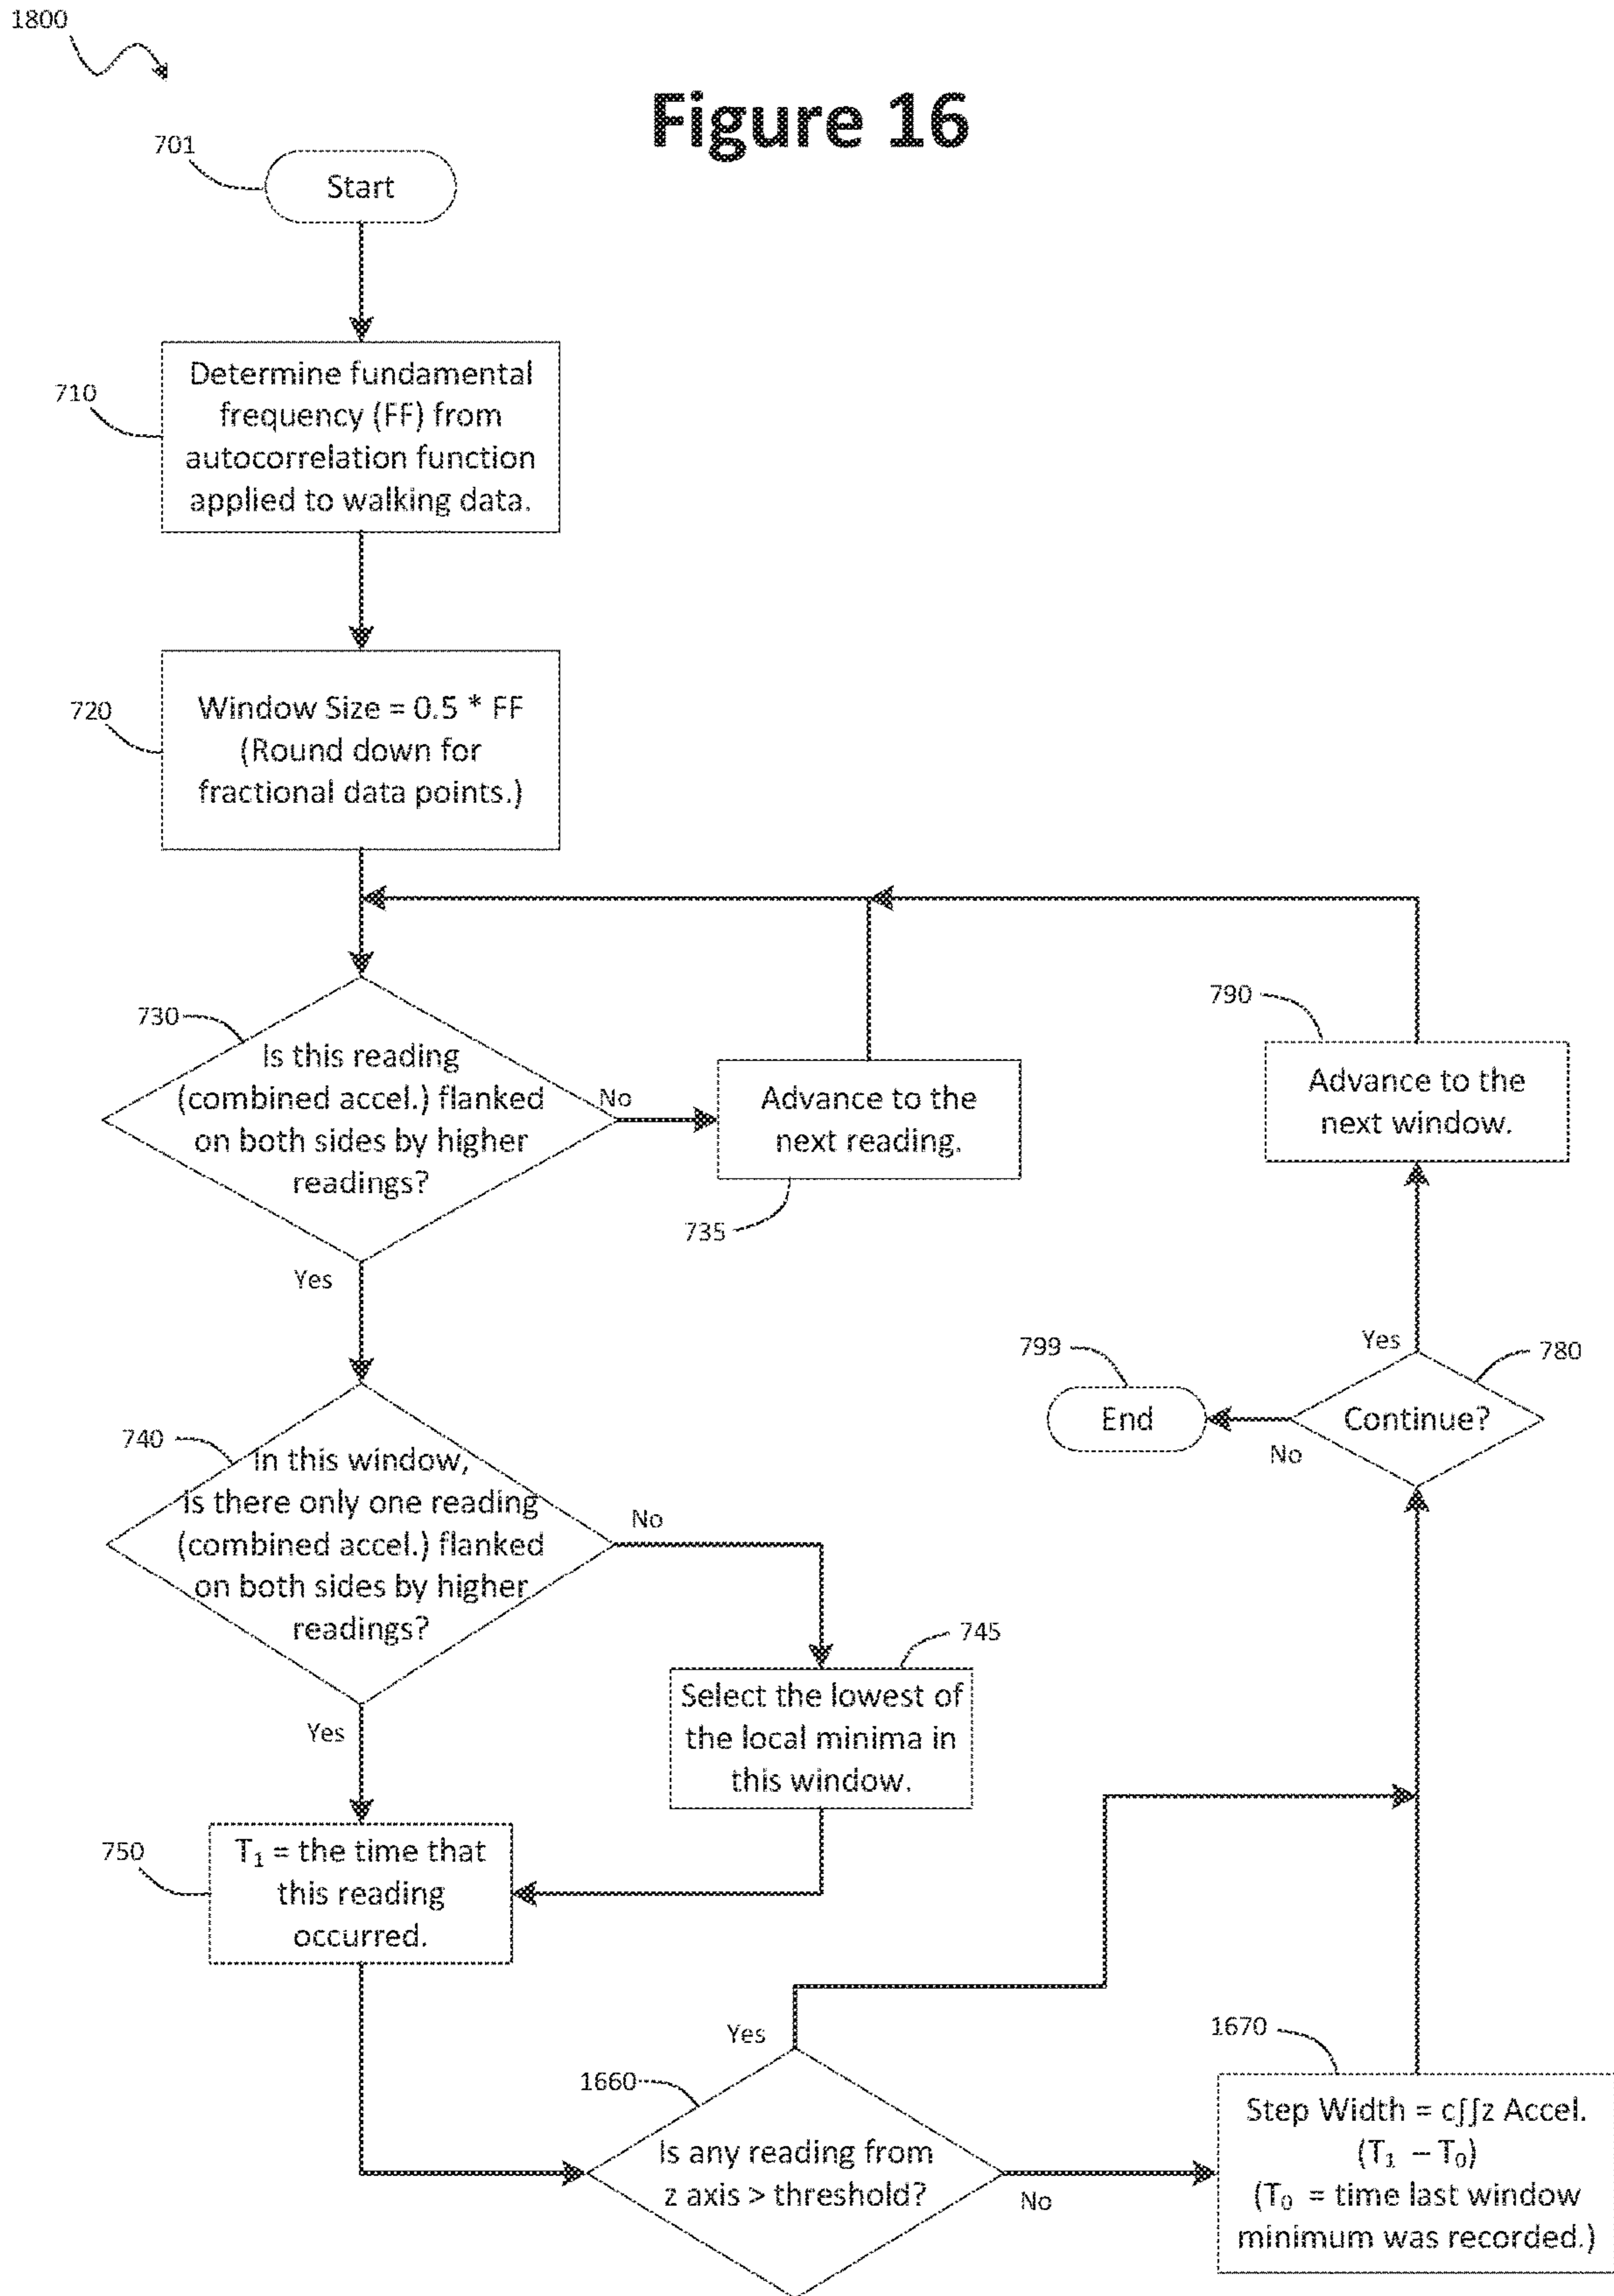 1800
Figure 16
701
Start
710
Determine fundamental
frequency (FF) from
autocorrelation function
applied to walking data.
720
Window Size = 0.5 * FF
(Round down for
fractional data points.)
730
Is this reading
(combined accel.) flanked
on both sides by higher
readings?
No
Advance to the
next reading.
735
790
Advance to the
next window.
Yes
799
End
No
Yes
780
Continue?
740
In this window,
is there only one reading
(combined accel.) flanked
on both sides by higher
readings?
No
745
Select the lowest of
the local minima in
this window.
Yes
750
T₁ = the time that
this reading
occurred.
Yes
1660
Is any reading from
z axis > threshold?
No
1670
Step Width = c∫∫z Accel.
(T₁ – T₀)
(T₀ = time last window
minimum was recorded.)